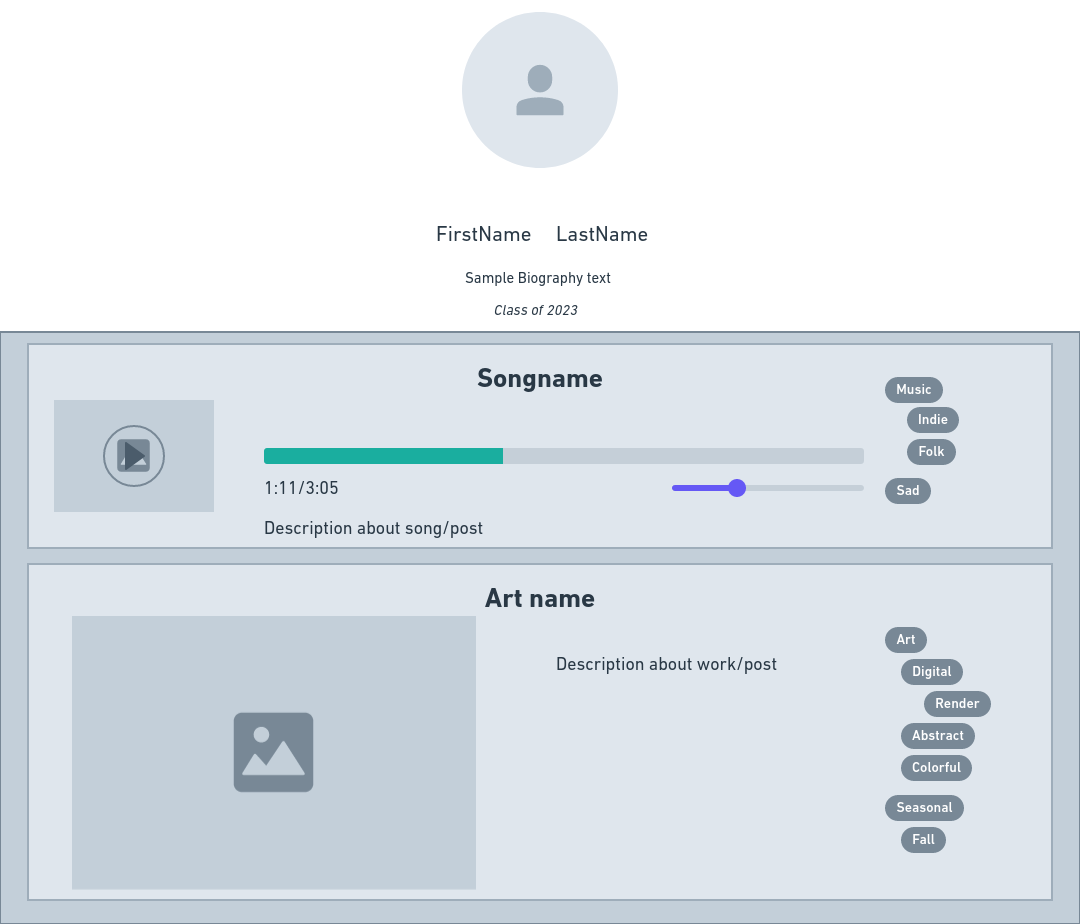 FirstName LastName
Sample Biography text
Class of 2023
Songname
Music
Indie
Folk
Sad
1:11/3:05
Description about song/post
Art name
Description about work/post
Art
Digital
Render
Abstract
Colorful
Seasonal
Fall